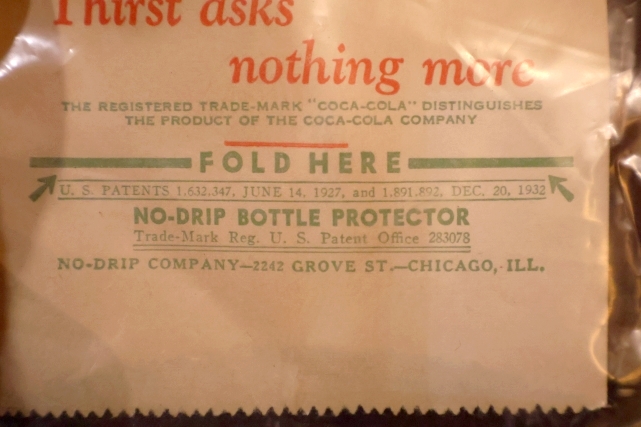 Thirst asks
nothing more
THE REGISTERED TRADE-MARK "COCA-COLA" DISTINGUISHES
THE PRODUCT OF THE COCA-COLA COMPANY
FOLD HERE
U. S. PATENTS 1,632,347, JUNE 14, 1927, and 1,891,892, DEC. 20, 1932
NO-DRIP BOTTLE PROTECTOR
Trade-Mark Reg. U. S. Patent Office 283078
NO-DRIP COMPANY—2242 GROVE ST.—CHICAGO, ILL.